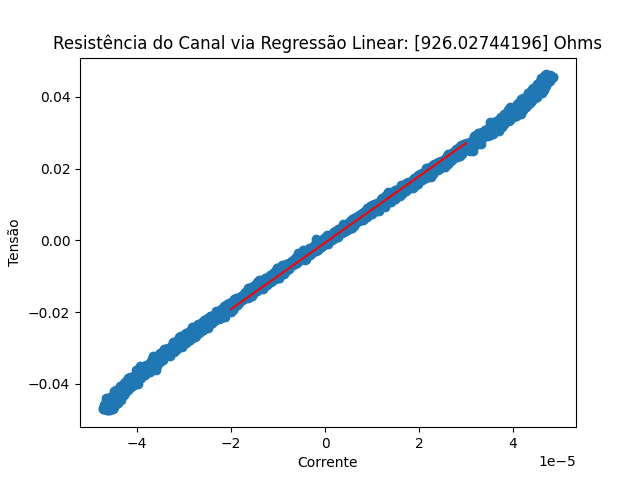 Resistência do Canal via Regressão Linear: [926.02744196] Ohms
0.04
0.02
0.00
−0.02
−0.04
Tensão
−4
−2
0
2
4
1e−5
Corrente